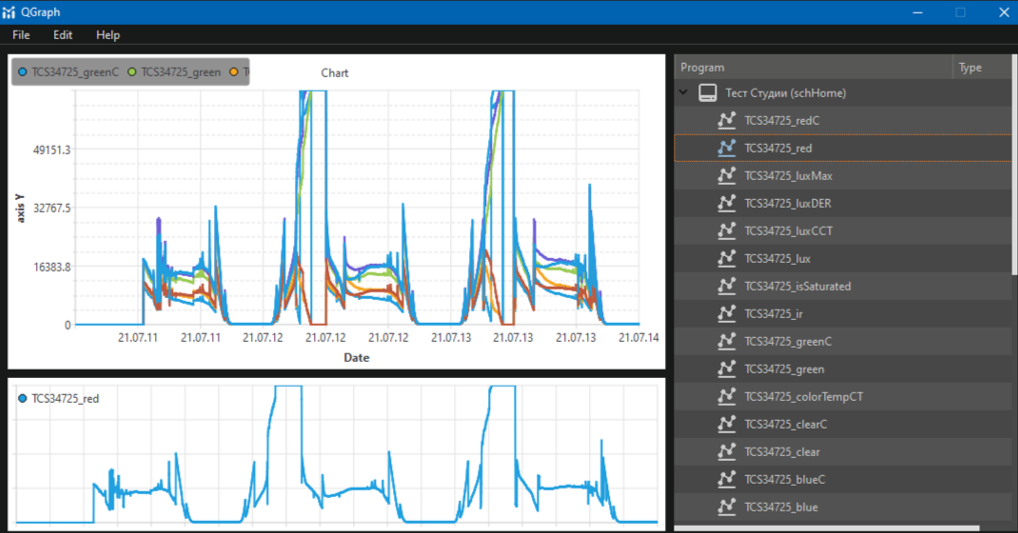 QGraph
File Edit Help
TCS34725_greenC TCS34725_green
Chart
49151.3
32767.5
16383.8
0
axis Y
21.07.11 21.07.11 21.07.12 21.07.12 21.07.12 21.07.13 21.07.13 21.07.13 21.07.14
Date
TCS34725_red
Program Type
Тест Студии (schHome)
TCS34725_redC
TCS34725_red
TCS34725_luxMax
TCS34725_luxDER
TCS34725_luxCCT
TCS34725_lux
TCS34725_isSaturated
TCS34725_ir
TCS34725_greenC
TCS34725_green
TCS34725_colorTempCT
TCS34725_clearC
TCS34725_clear
TCS34725_blueC
TCS34725_blue